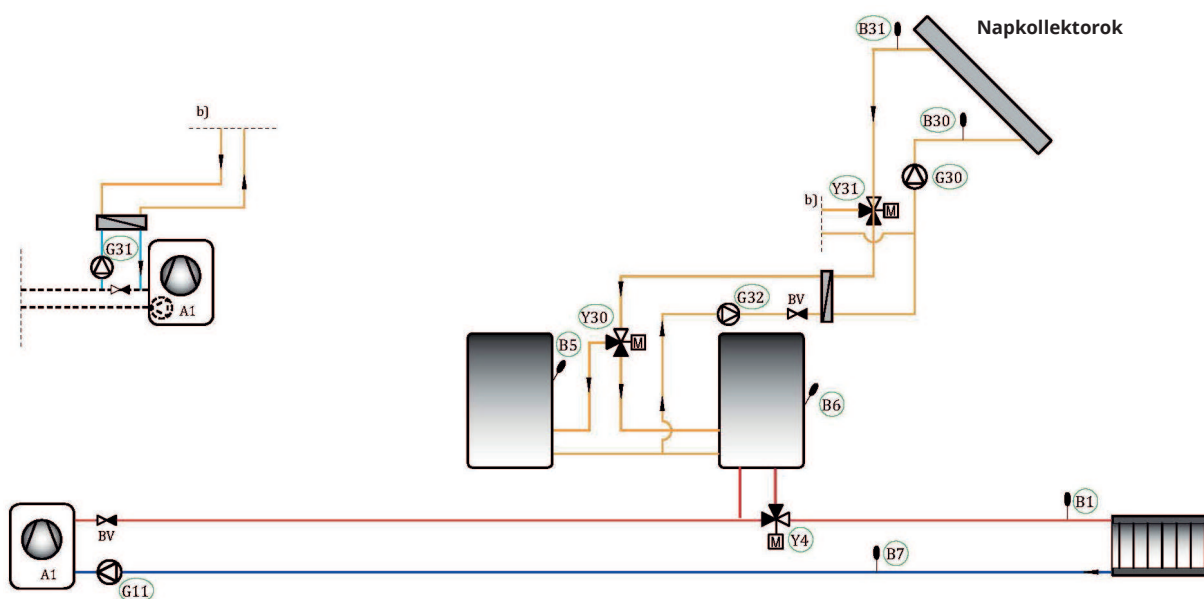 B31
Napkollektorok
b)
B30
G30
Y31
M
b)
G31
A1
G32
BV
Y30
M
B5
B6
B1
BV
Y4
M
B7
A1
G11